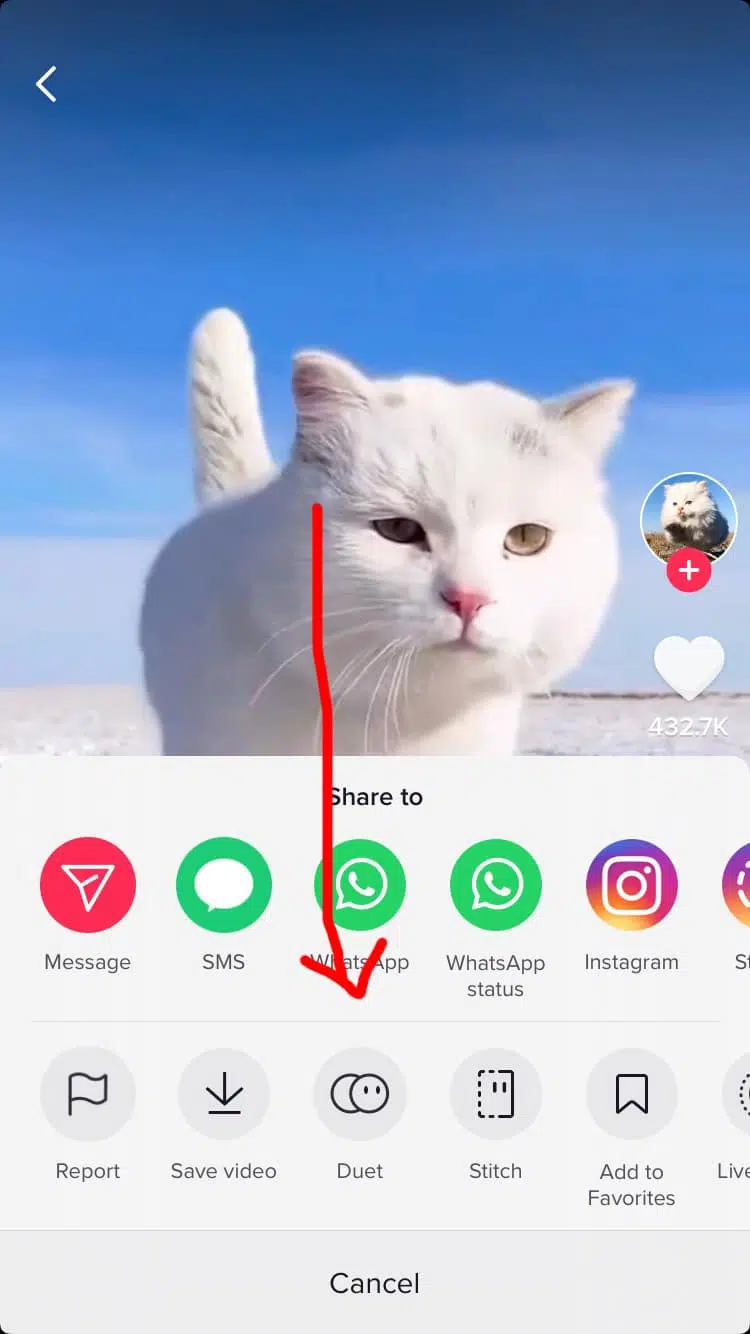 432.7K
Share to
Message
SMS
WhatsApp
WhatsApp
status
Instagram
St
Report
Save video
Duet
Stitch
Add to
Favorites
Live
Cancel